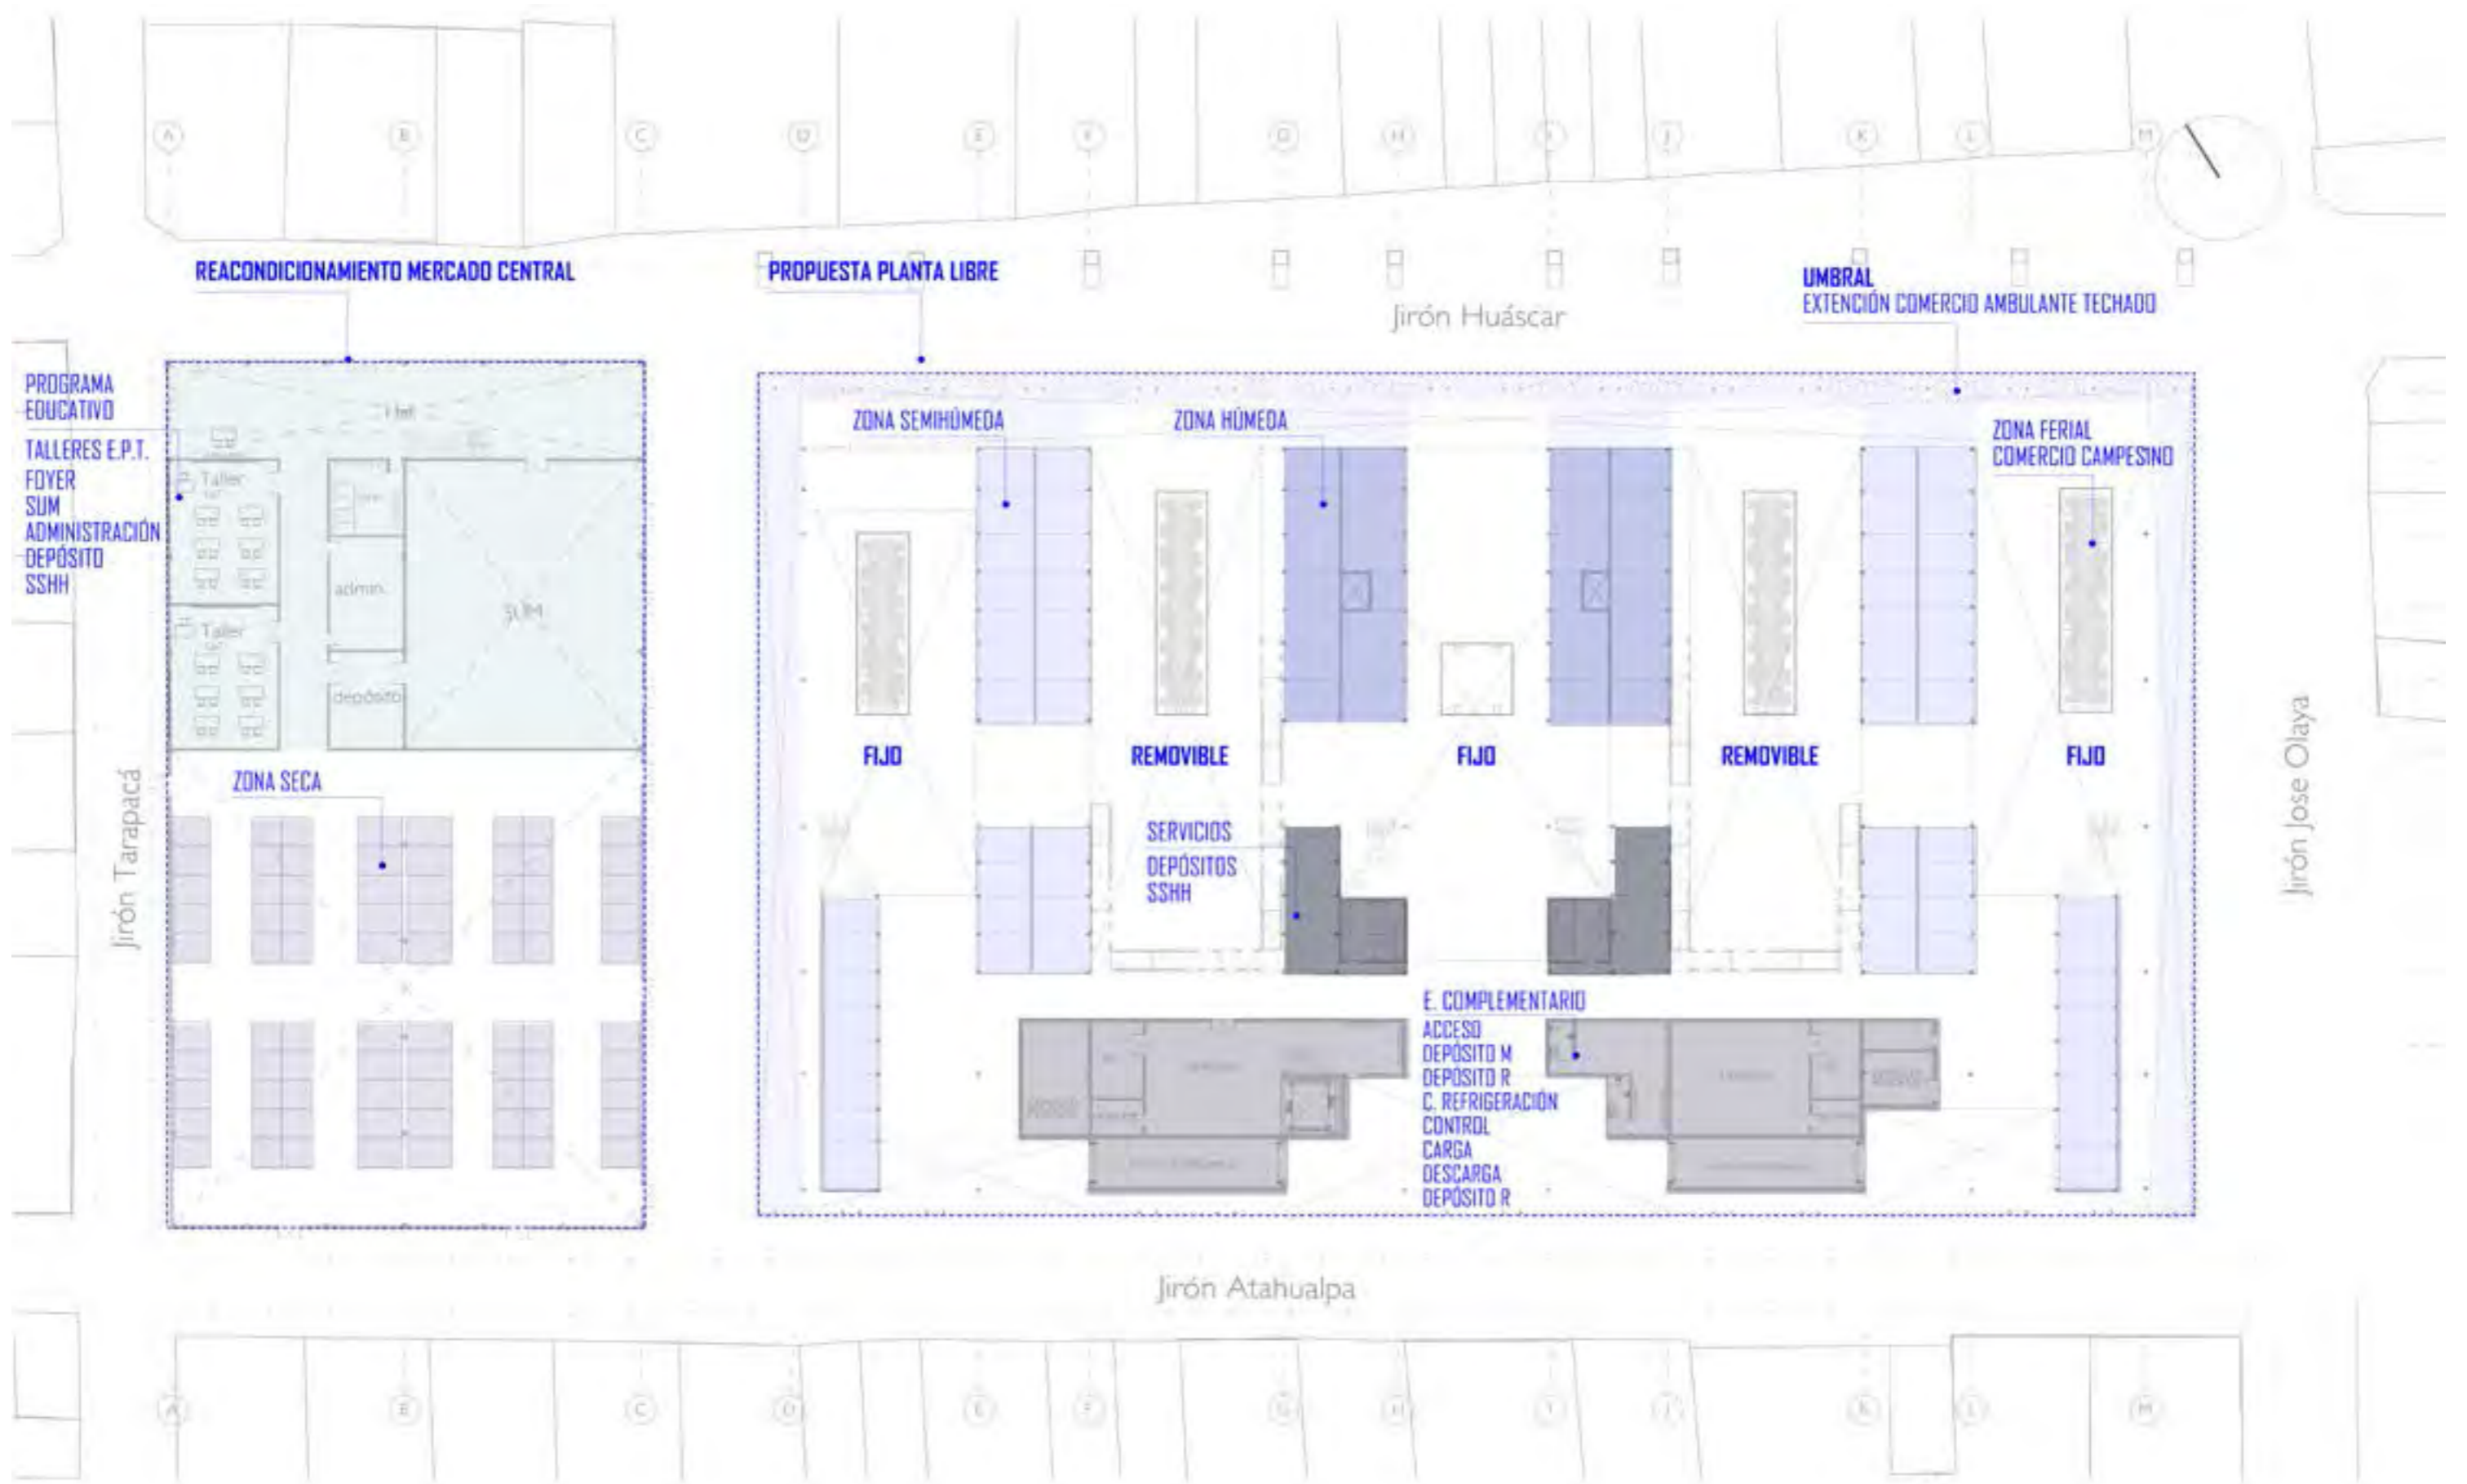 A
B
C
D
E
F
G
H
I
J
K
L
M
REACONDICIONAMIENTO MERCADO CENTRAL
PROPUESTA PLANTA LIBRE
UMBRAL
EXTENCIÓN COMERCIO AMBULANTE TECHADO
Jirón Huáscar
PROGRAMA
EDUCATIVO
TALLERES E.P.T.
FOYER
SUM
ADMINISTRACIÓN
DEPÓSITO
SSHH
Taller
admin.
SUM
Taller
depósito
ZONA SEMIHÚMEDA
ZONA HÚMEDA
ZONA FERIAL
COMERCIO CAMPESINO
FIJO
REMOVIBLE
FIJO
REMOVIBLE
FIJO
ZONA SECA
SERVICIOS
DEPÓSITOS
SSHH
Jirón Tarapacá
Jirón Jose Olaya
E. COMPLEMENTARIO
ACCESO
DEPÓSITO M
DEPÓSITO R
C. REFRIGERACIÓN
CONTROL
CARGA
DESCARGA
DEPÓSITO R
Jirón Atahualpa
A
B
C
D
E
F
G
H
I
J
K
L
M